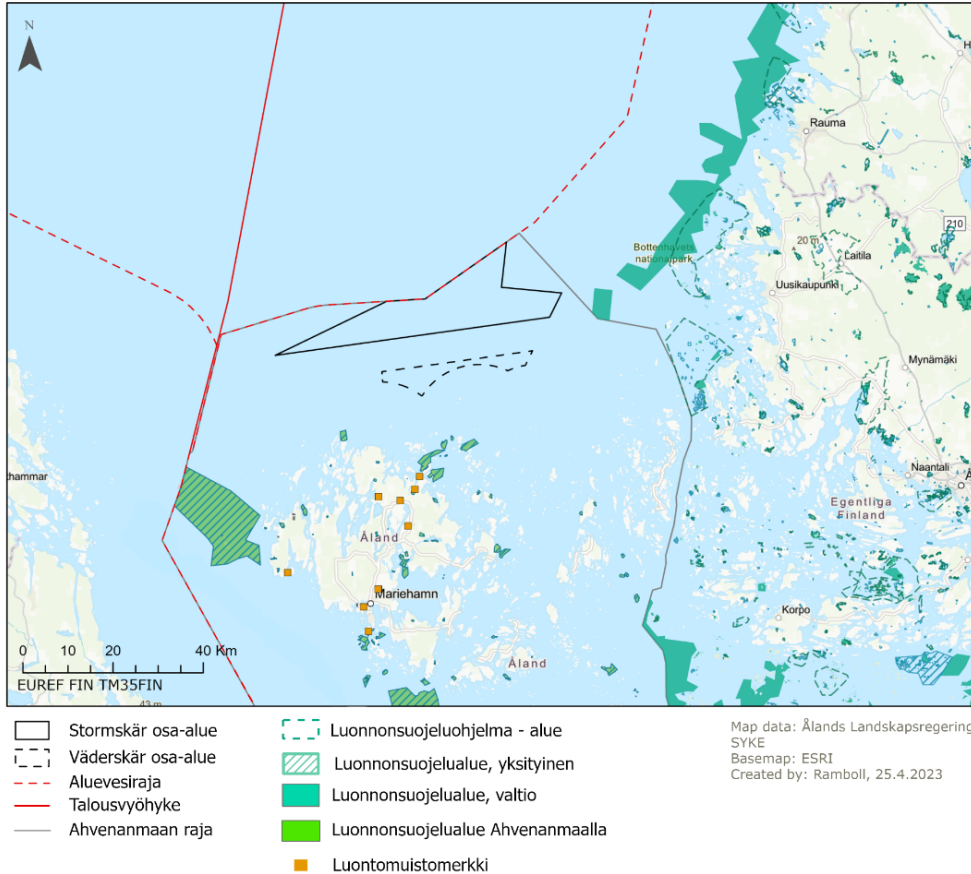 N
H
Rauma
210
Bottenhavets
nationalpark
20 m
Laitila
Uusikaupunki
Mynämäki
hammar
Naantali
Å
Egentliga
Finland
Åland
Mariehamn
Korpo
Åland
0 10 20 40 Km
EUREF FIN TM35FIN
43 m
Stormskär osa-alue
Väderskär osa-alue
Aluevesiraja
Talousvyöhyke
Ahvenanmaan raja
Luonnonsuojeluohjelma - alue
Luonnonsuojelualue, yksityinen
Luonnonsuojelualue, valtio
Luonnonsuojelualue Ahvenanmaalla
Luontomuistomerkki
Map data: Ålands Landskapsregering
SYKE
Basemap: ESRI
Created by: Ramboll, 25.4.2023